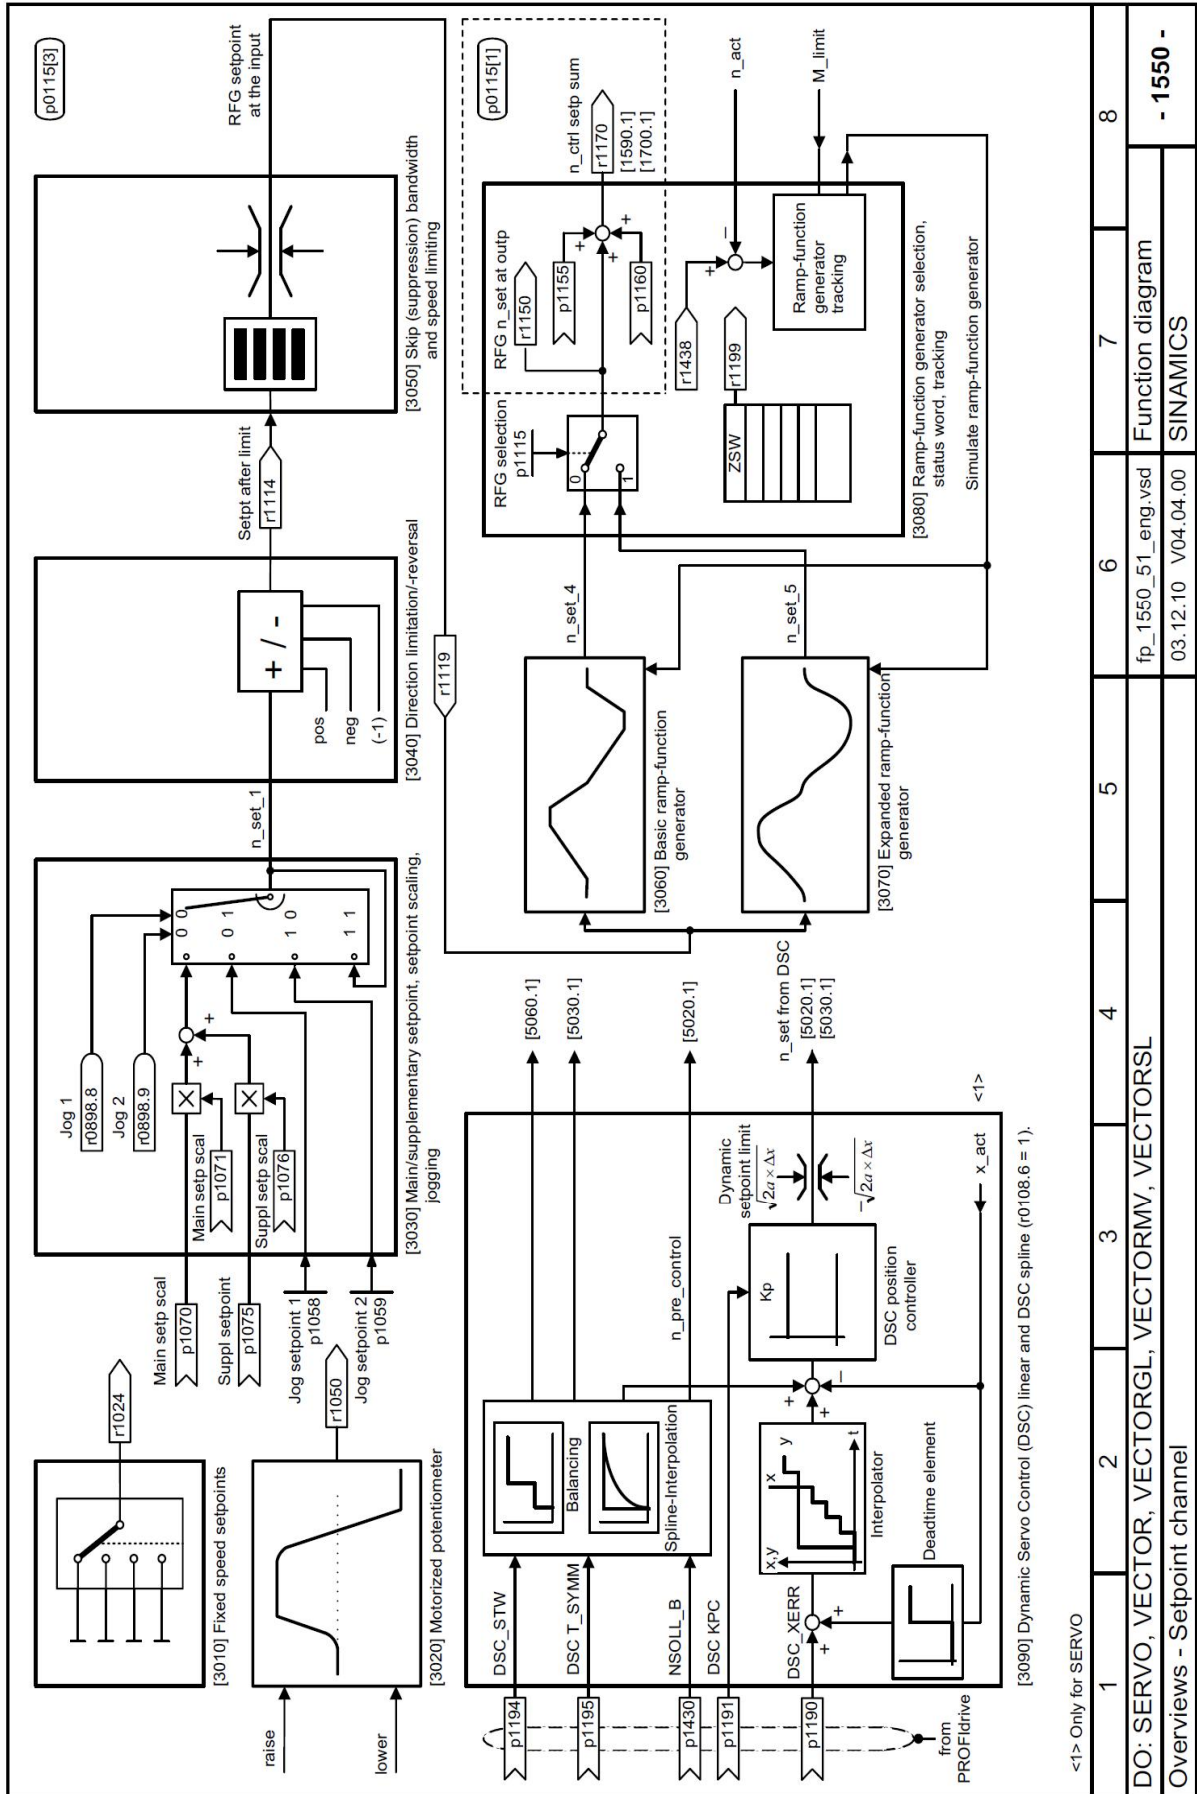 r1024
[3010] Fixed speed setpoints
raise
lower
r1050
[3020] Motorized potentiometer
Main setp scal
p1070
Suppl setpoint
p1075
Jog setpoint 1
p1058
Jog setpoint 2
p1059
Jog 1
r0898.8
Jog 2
r0898.9
Main setp scal
p1071
Suppl setp scal
p1076
+
+
0 0
0 1
1 0
1 1
[3030] Main/supplementary setpoint, setpoint scaling,
jogging
n_set_1
+ / -
pos
neg
(-1)
[3040] Direction limitation/-reversal
Setpt after limit
r1114
[3050] Skip (suppression) bandwidth
and speed limiting
RFG setpoint
at the input
p0115[3]
r1119
DSC_STW
p1194
DSC T_SYMM
p1195
NSOLL_B
p1430
DSC KPC
p1191
DSC_XERR
p1190
from
PROFIdrive
Balancing
Spline-Interpolation
x,y
x
y
t
Interpolator
Deadtime element
+
+
+
+
–
n_pre_control
Kp
DSC position
controller
Dynamic
setpoint limit
√2a × Δx
−√2a × Δx
x_act
<1>
[5060.1]
[5030.1]
[5020.1]
n_set from DSC
[5020.1]
[5030.1]
[3090] Dynamic Servo Control (DSC) linear and DSC spline (r0108.6 = 1).
[3060] Basic ramp-function
generator
[3070] Expanded ramp-function
generator
n_set_4
n_set_5
RFG selection
p1115
0
1
RFG n_set at outp
r1150
p1155
p1160
+
+
+
n_ctrl setp sum
r1170
[1590.1]
[1700.1]
p0115[1]
ZSW
r1199
r1438
+
–
n_act
M_limit
Ramp-function
generator
tracking
[3080] Ramp-function generator selection,
status word, tracking
Simulate ramp-function generator
<1> Only for SERVO
1
2
3
4
5
6
7
8
DO: SERVO, VECTOR, VECTORGL, VECTORMV, VECTORSL
fp_1550_51_eng.vsd
Function diagram
- 1550 -
Overviews - Setpoint channel
03.12.10 V04.04.00
SINAMICS